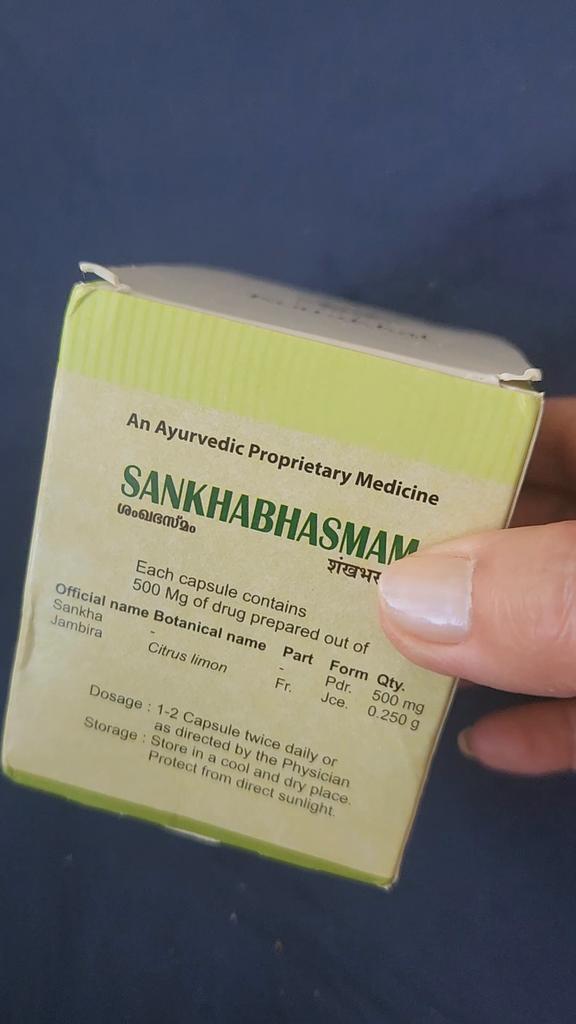 An Ayurvedic Proprietary Medicine
SANKHABHASMAM
ശംഖഭസ്മം
Each capsule contains
500 Mg of drug prepared out of
Official name Botanical name Part Form Qty.
Sankha - - Pdr. 500 mg
Jambira Citrus limon Fr. Jce. 0.250 g
Dosage : 1-2 Capsule twice daily or
as directed by the Physician
Storage : Store in a cool and dry place.
Protect from direct sunlight.